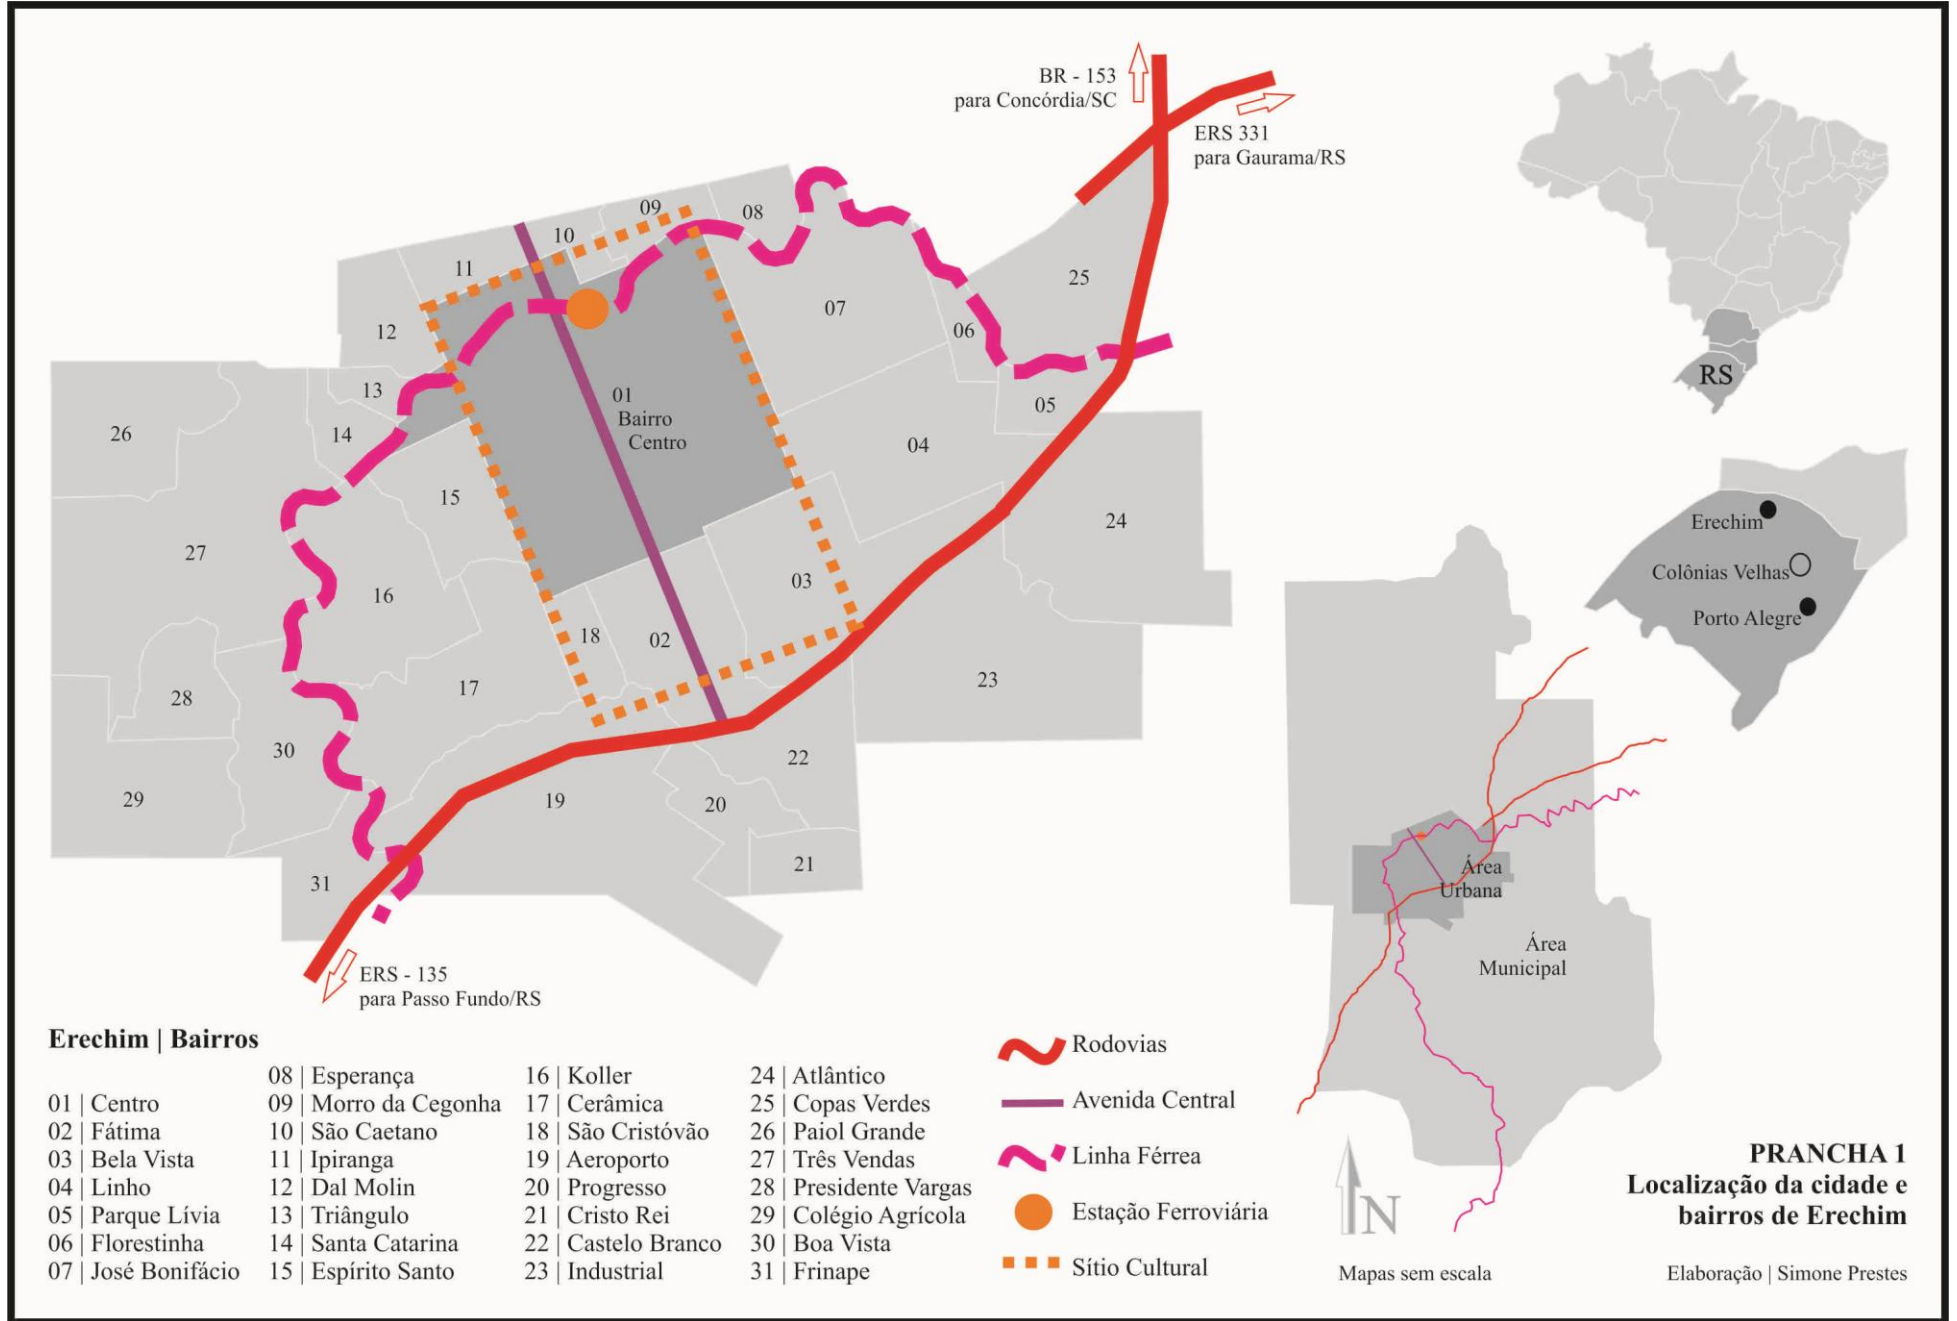 BR - 153
para Concórdia/SC
ERS 331
para Gaurama/RS
09
08
10
11
25
07
12
06
13
01
Bairro
Centro
05
26
14
04
15
24
27
03
16
18
02
17
23
28
30
22
29
19
20
21
31
ERS - 135
para Passo Fundo/RS
RS
Erechim
Colônias Velhas
Porto Alegre
Área
Urbana
Área
Municipal
Erechim | Bairros
01 | Centro
02 | Fátima
03 | Bela Vista
04 | Linho
05 | Parque Lívia
06 | Florestinha
07 | José Bonifácio
08 | Esperança
09 | Morro da Cegonha
10 | São Caetano
11 | Ipiranga
12 | Dal Molin
13 | Triângulo
14 | Santa Catarina
15 | Espírito Santo
16 | Koller
17 | Cerâmica
18 | São Cristóvão
19 | Aeroporto
20 | Progresso
21 | Cristo Rei
22 | Castelo Branco
23 | Industrial
24 | Atlântico
25 | Copas Verdes
26 | Paiol Grande
27 | Três Vendas
28 | Presidente Vargas
29 | Colégio Agrícola
30 | Boa Vista
31 | Frinape
Rodovias
Avenida Central
Linha Férrea
Estação Ferroviária
Sítio Cultural
N
Mapas sem escala
PRANCHA 1
Localização da cidade e
bairros de Erechim
Elaboração | Simone Prestes